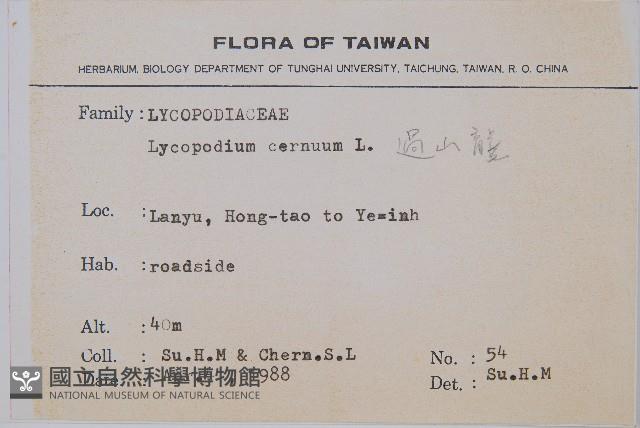 FLORA OF TAIWAN
HERBARIUM, BIOLOGY DEPARTMENT OF TUNGHAI UNIVERSITY, TAICHUNG, TAIWAN, R. O. CHINA
Family : LYCOPODIACEAE
Lycopodium cernuum L. 過山龍
Loc. : Lanyu, Hong-tao to Ye=inh
Hab. : roadside
Alt. : 40m
Coll. : Su.H.M & Chern.S.L No. : 54
Date. 1988 Det. : Su.H.M
國立自然科學博物館
NATIONAL MUSEUM OF NATURAL SCIENCE